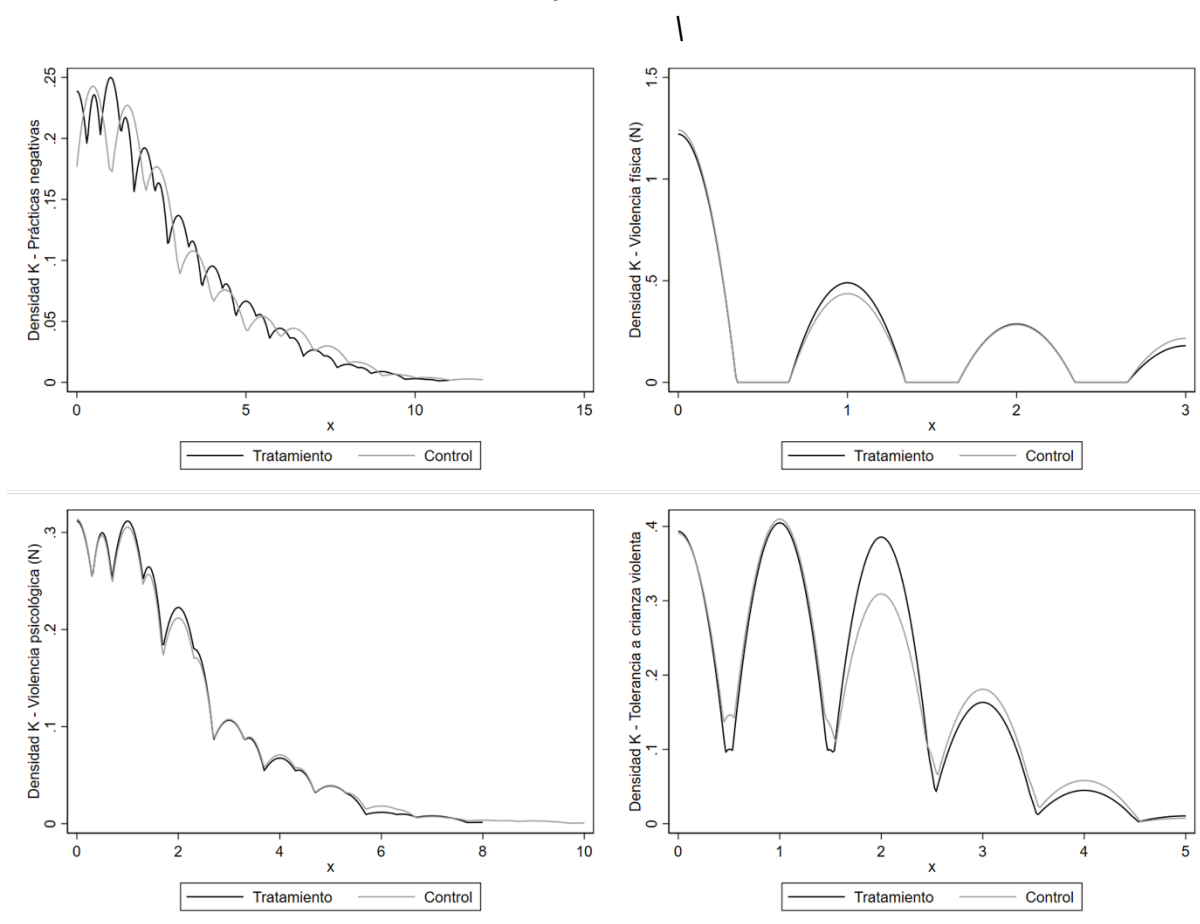 \
Densidad K - Prácticas negativas
.25
.2
.15
.1
.05
0
0 5 10 15
x
Tratamiento Control
Densidad K - Violencia física (N)
1.5
1
.5
0
0 1 2 3
x
Tratamiento Control
Densidad K - Violencia psicológica (N)
.3
.2
.1
0
0 2 4 6 8 10
x
Tratamiento Control
Densidad K - Tolerancia a crianza violenta
.4
.3
.2
.1
0
0 1 2 3 4 5
x
Tratamiento Control